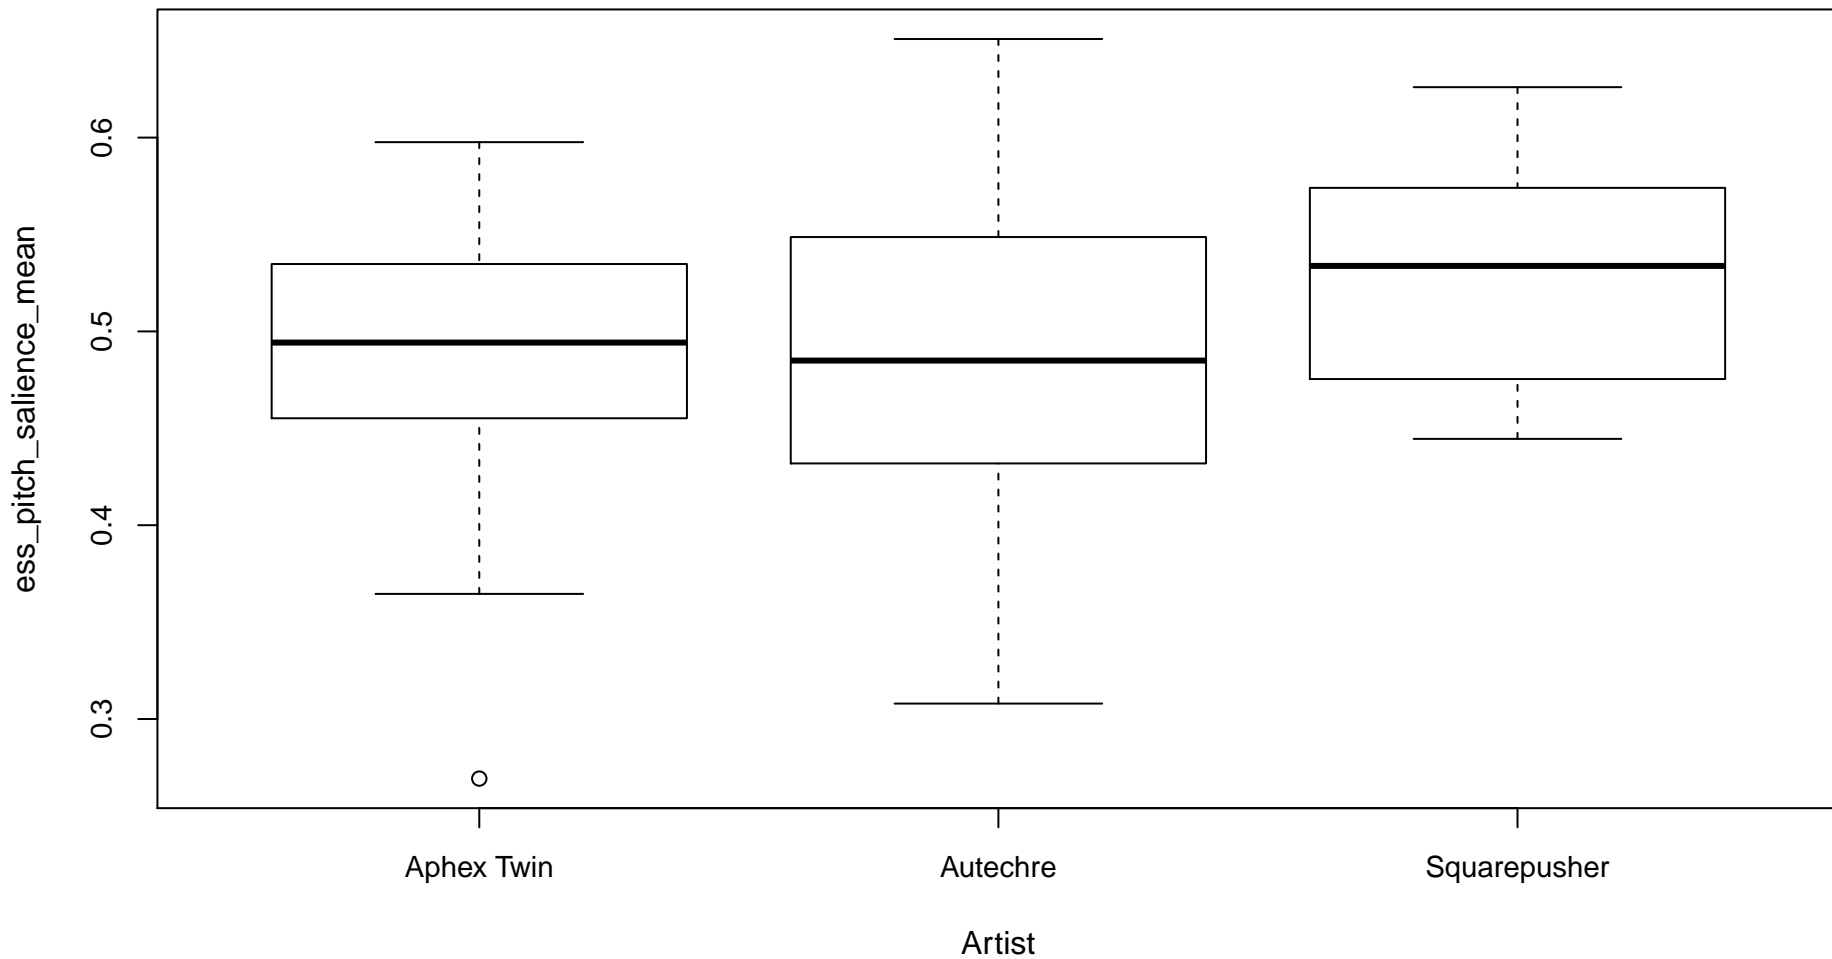 ess_pitch_salience_mean
0.6
0.5
0.4
0.3
Aphex Twin
Autechre
Squarepusher
Artist